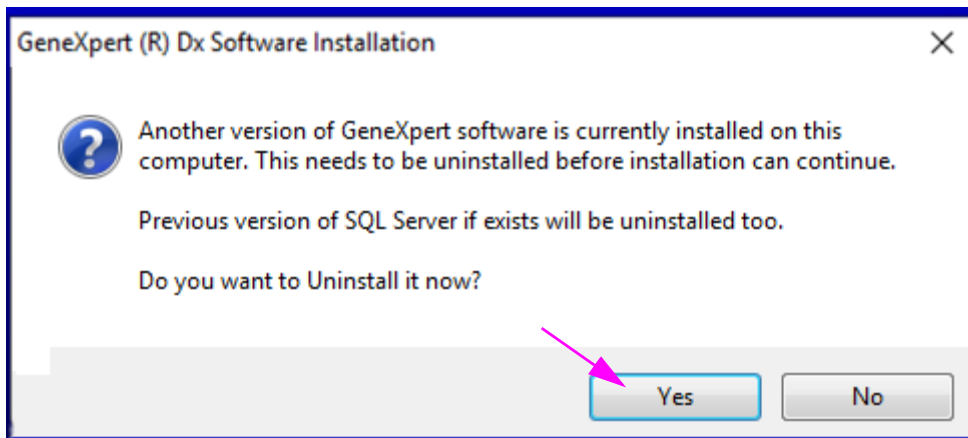 GeneXpert (R) Dx Software Installation
Another version of GeneXpert software is currently installed on this
computer. This needs to be uninstalled before installation can continue.
Previous version of SQL Server if exists will be uninstalled too.
Do you want to Uninstall it now?
Yes
No